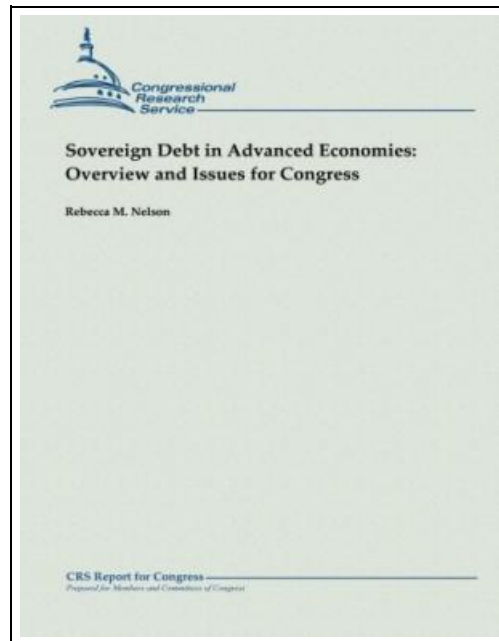 Congressional
Research
Service
Sovereign Debt in Advanced Economies:
Overview and Issues for Congress
Rebecca M. Nelson
CRS Report for Congress
Prepared for Members and Committees of Congress